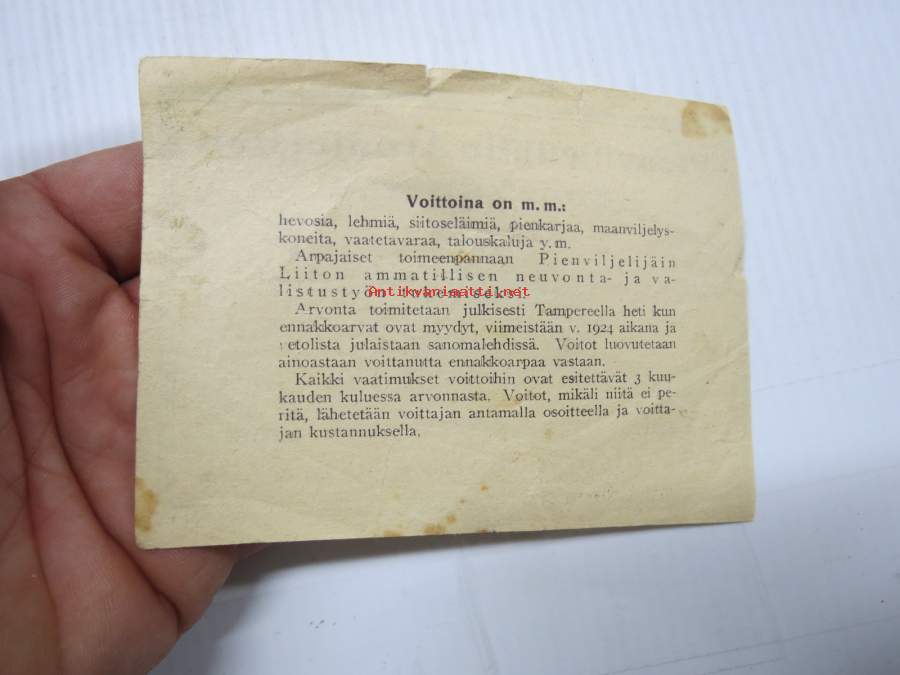 Voittoina on m. m.:
hevosia, lehmiä, siitoseläimiä, pienkarjaa, maanviljelys-
koneita, vaatetavaraa, talouskaluja y. m.
Arpajaiset toimeenpannaan Pienviljelijäin
Liiton ammatillisen neuvonta- ja va-
listustyön
Antikvariaatti.net
Arvonta toimitetaan julkisesti Tampereella heti kun
ennakkoarvat ovat myydyt, viimeistään v. 1924 aikana ja
etolista julaistaan sanomalehdissä. Voitot luovutetaan
ainoastaan voittanutta ennakkoarpaa vastaan.
Kaikki vaatimukset voittoihin ovat esitettävät 3 kuu-
kauden kuluessa arvonnasta. Voitot, mikäli niitä ei pe-
ritä, lähetetään voittajan antamalla osoitteella ja voitta-
jan kustannuksella.